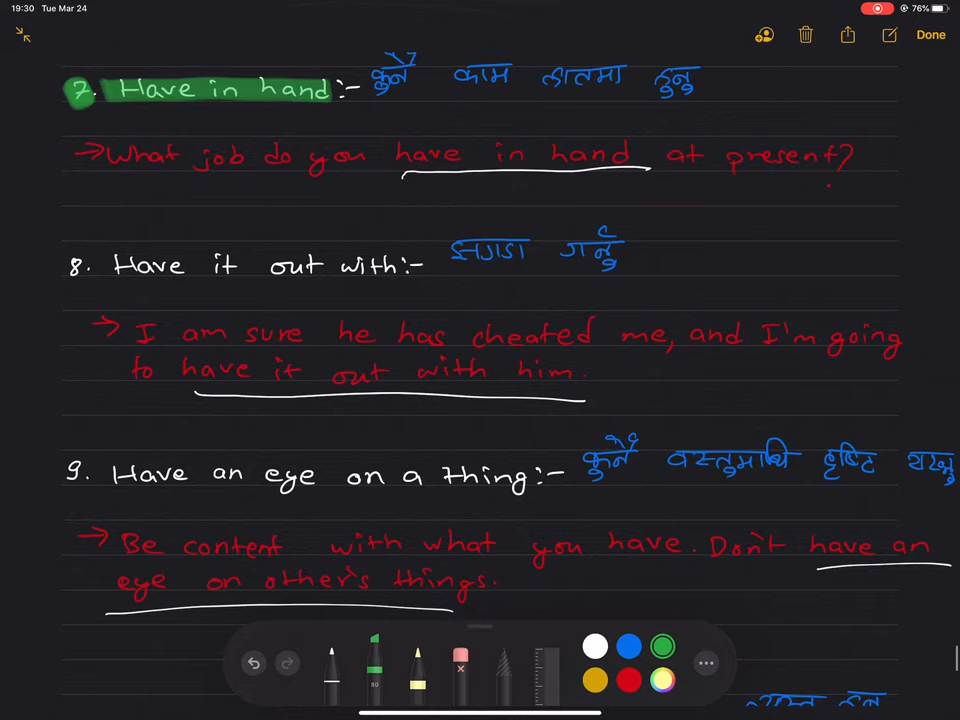 19:30 Tue Mar 24
76%
Done
7. Have in hand :- कुनै काम हातमा हुनु
→ What job do you have in hand at present?
8. Have it out with:- झगडा गर्नु
→ I am sure he has cheated me, and I'm going
to have it out with him.
9. Have an eye on a thing:- कुनै वस्तुमाथि दृष्टि राख्नु
→ Be content with what you have. Don't have an
eye on other's things.
80